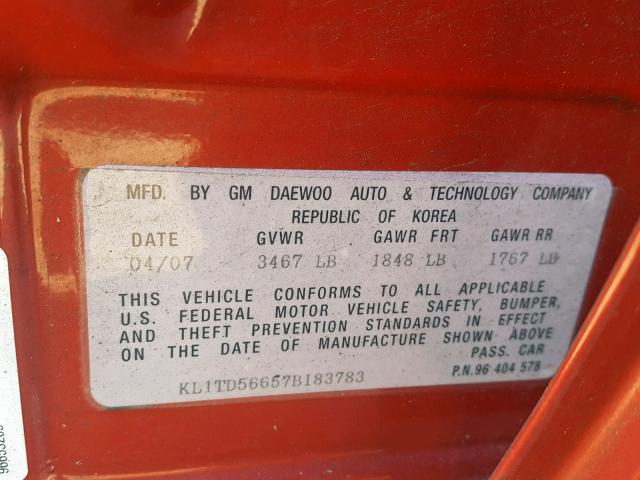 MFD. BY GM DAEWOO AUTO & TECHNOLOGY COMPANY
REPUBLIC OF KOREA
DATE GVWR GAWR FRT GAWR RR
04/07 3467 LB 1848 LB 1767 LB
THIS VEHICLE CONFORMS TO ALL APPLICABLE
U.S. FEDERAL MOTOR VEHICLE SAFETY, BUMPER,
AND THEFT PREVENTION STANDARDS IN EFFECT
ON THE DATE OF MANUFACTURE SHOWN ABOVE
PASS. CAR
KL1TD56657B183783 P.N.96 404 578